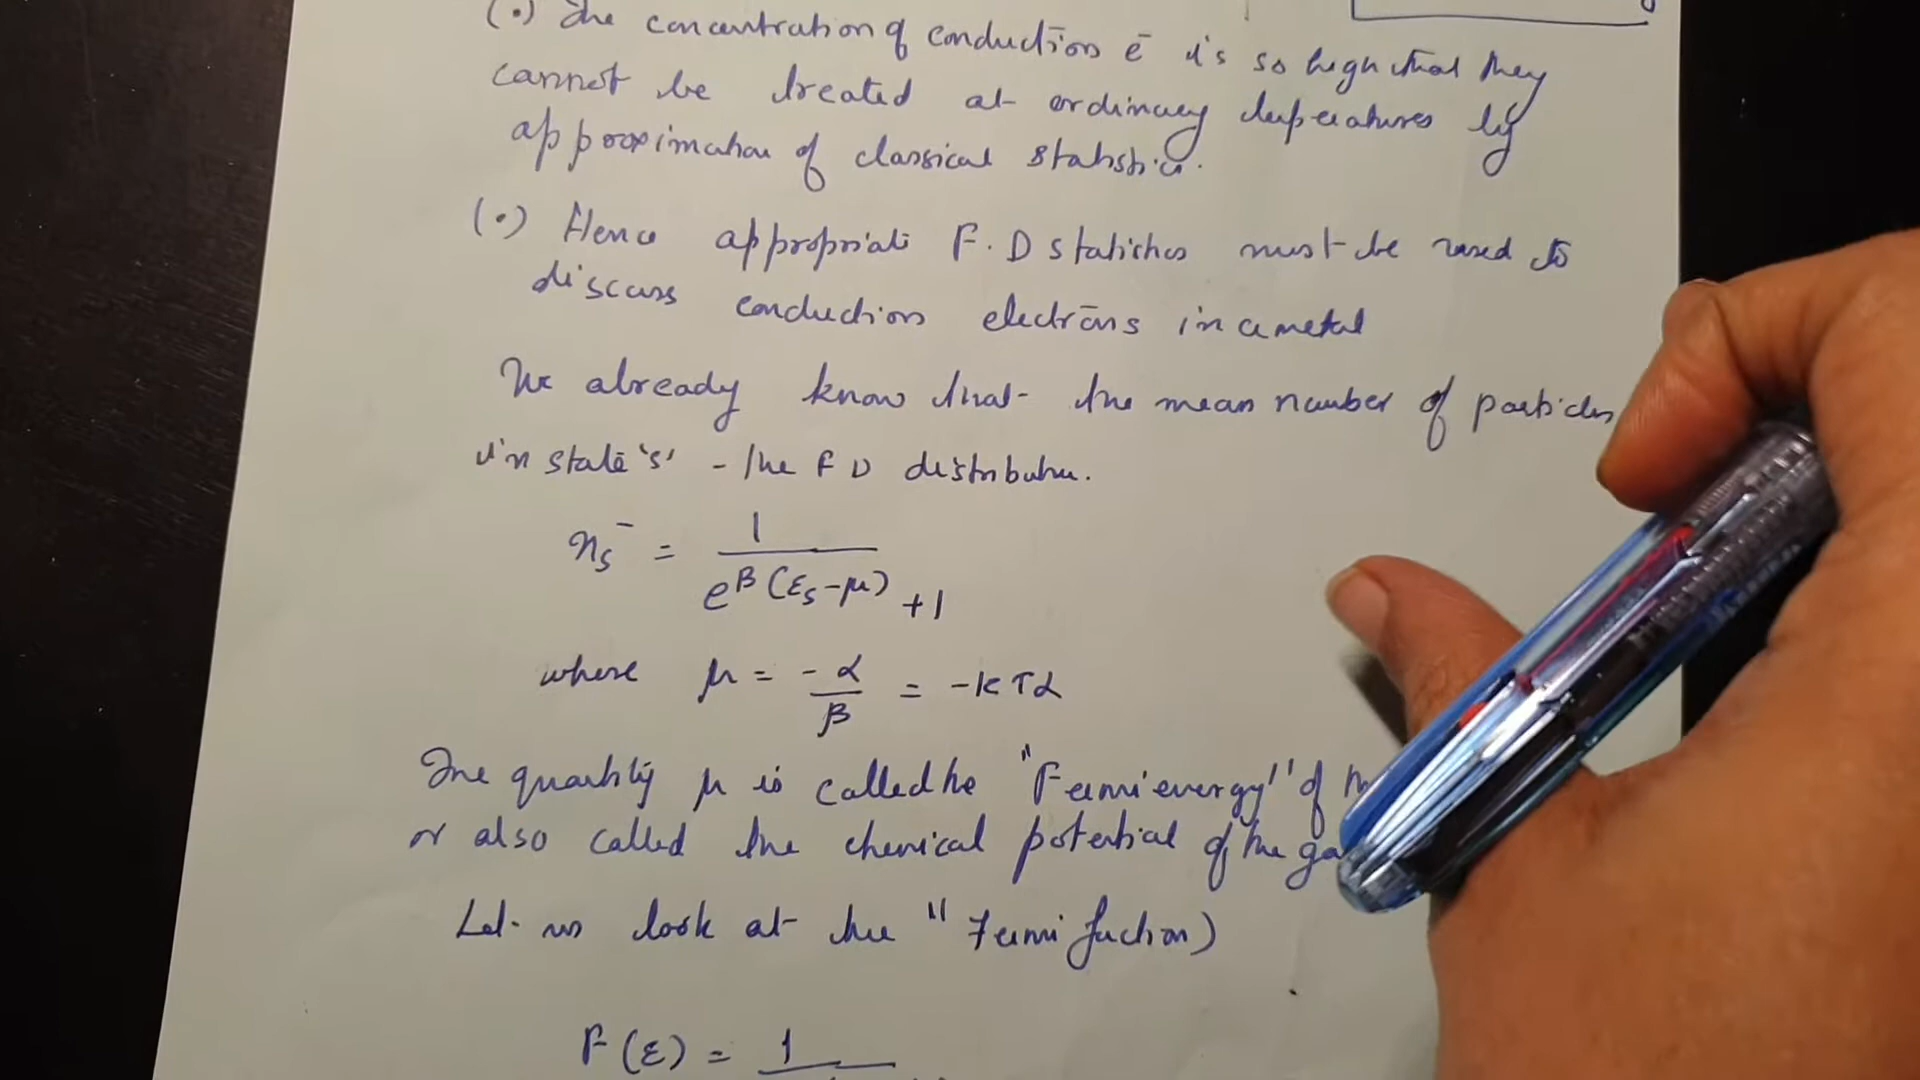 (•) The concentration of conduction ē is so high that they
cannot be treated at ordinary temperatures by
approximation of classical statistics.
(•) Hence appropriate F.D statistics must be used to
discuss conduction electrons in a metal
We already know that the mean number of particles
in state 's' - the F D distribution.
n̄s = 1 / e^β(εs-μ) + 1
where μ = -α/β = -kTα
The quantity μ is called the "Fermi energy" of
or also called the chemical potential of the
Let us look at the "Fermi function)
F(ε) = 1